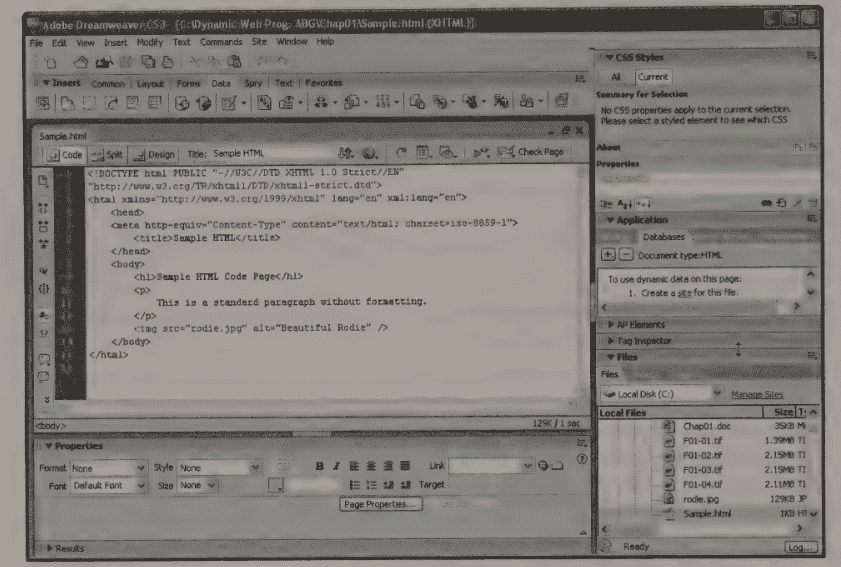 Adobe Dreamweaver CS3 - [C:\Dynamic Web Prog. ABG\Chap01\Sample.html (XHTML)]
File Edit View Insert Modify Text Commands Site Window Help
Insert Common Layout Forms Data Spry Text Favorites
Sample.html
Code Split Design Title: Sample HTML Check Page
<!DOCTYPE html PUBLIC "-//W3C//DTD XHTML 1.0 Strict//EN"
"http://www.w3.org/TR/xhtml1/DTD/xhtml1-strict.dtd">
<html xmlns="http://www.w3.org/1999/xhtml" lang="en" xml:lang="en">
<head>
<meta http-equiv="Content-Type" content="text/html; charset=iso-8859-1">
<title>Sample HTML</title>
</head>
<body>
<h1>Sample HTML Code Page</h1>
<p>
This is a standard paragraph without formatting.
</p>
<img src="rodie.jpg" alt="Beautiful Rodie" />
</body>
</html>
<body> 129K / 1 sec
Properties
Format None Style None CSS B I Link
Font Default Font Size None Target
Page Properties...
Results
CSS Styles
All Current
Summary for Selection
No CSS properties apply to the current selection.
Please select a styled element to see which CSS
About
Properties
Application
Databases
Document type:HTML
To use dynamic data on this page:
1. Create a site for this file.
AP Elements
Tag Inspector
Files
Files
Local Disk (C:) Manage Sites
Local Files Size T
Chap01.doc 35KB M
F01-01.tif 1.39MB TI
F01-02.tif 2.15MB TI
F01-03.tif 2.15MB TI
F01-04.tif 2.11MB TI
rodie.jpg 129KB JP
Sample.html 1KB HT
Ready Log...